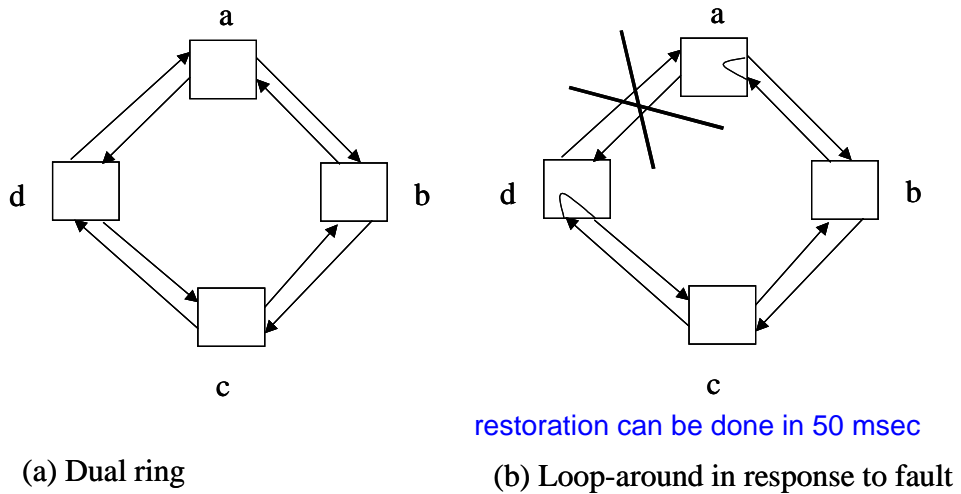 a
a
d
b
d
b
c
c
restoration can be done in 50 msec
(a) Dual ring
(b) Loop-around in response to fault